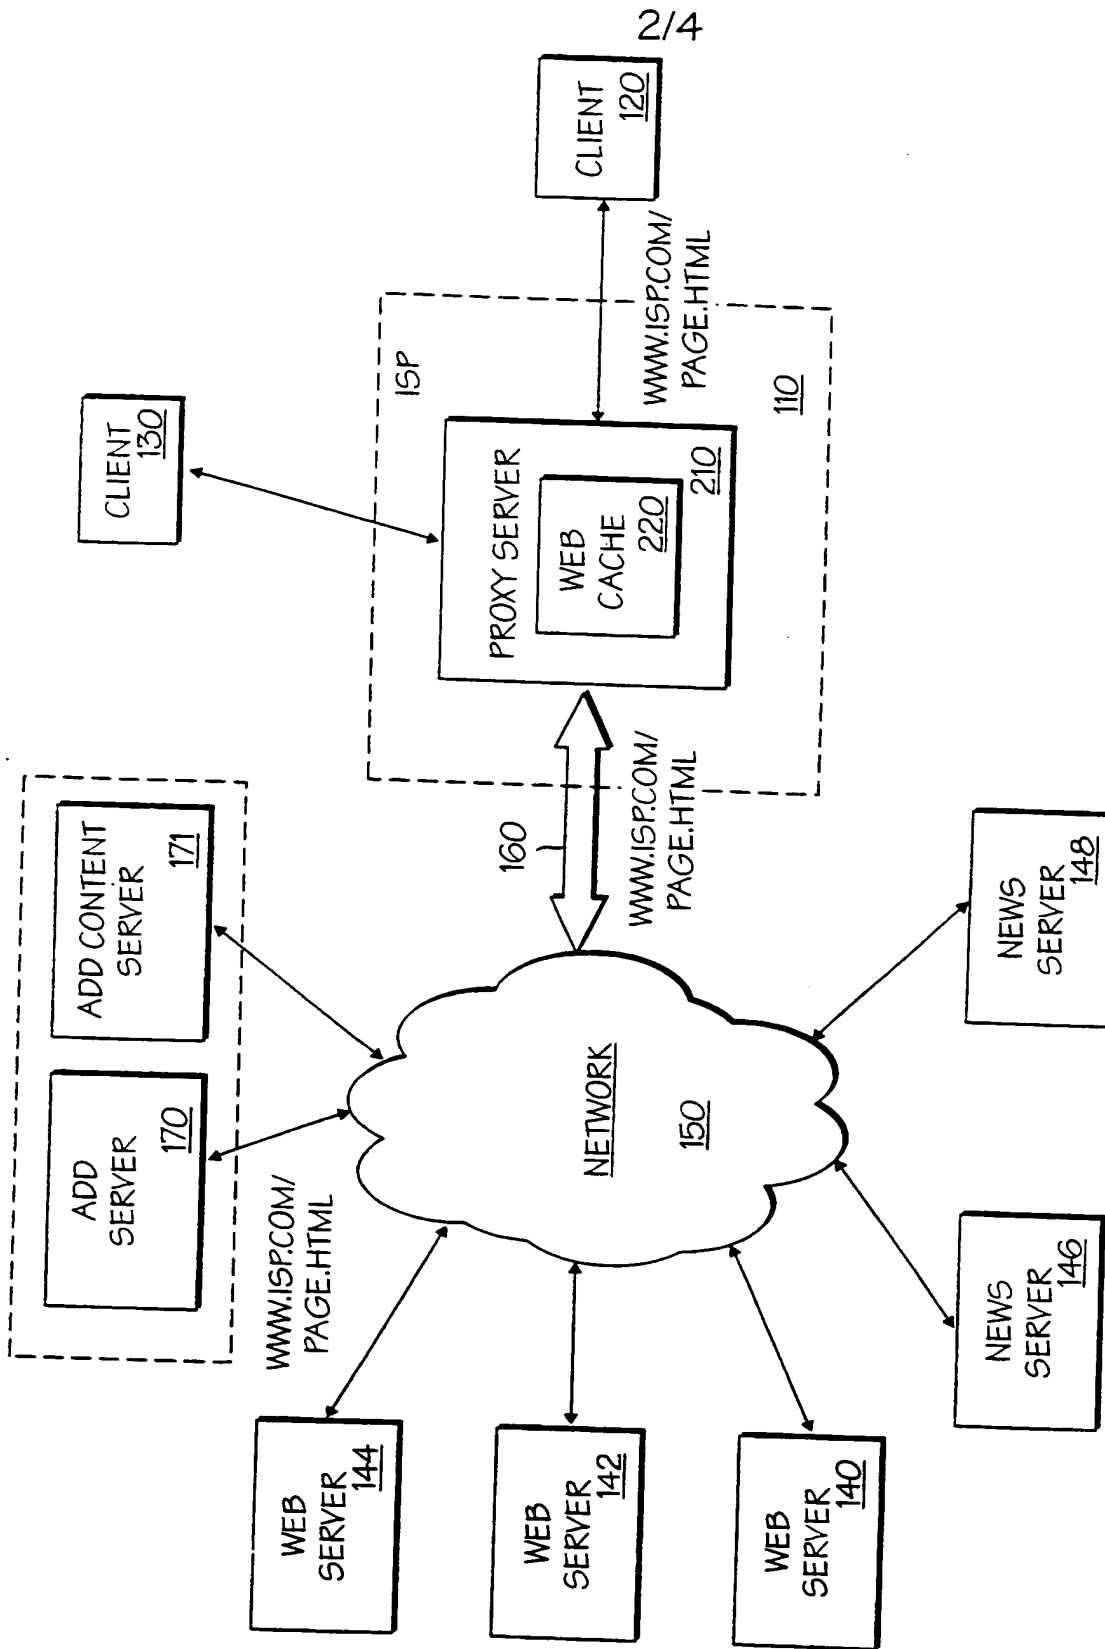 2/4
CLIENT
130
CLIENT
120
ISP
PROXY SERVER
WEB
CACHE
220
210
110
WWW.ISP.COM/
PAGE.HTML
160
WWW.ISP.COM/
PAGE.HTML
ADD CONTENT
SERVER
171
ADD
SERVER
170
WWW.ISP.COM/
PAGE.HTML
NETWORK
150
WEB
SERVER
144
WEB
SERVER
142
WEB
SERVER
140
NEWS
SERVER
146
NEWS
SERVER
148